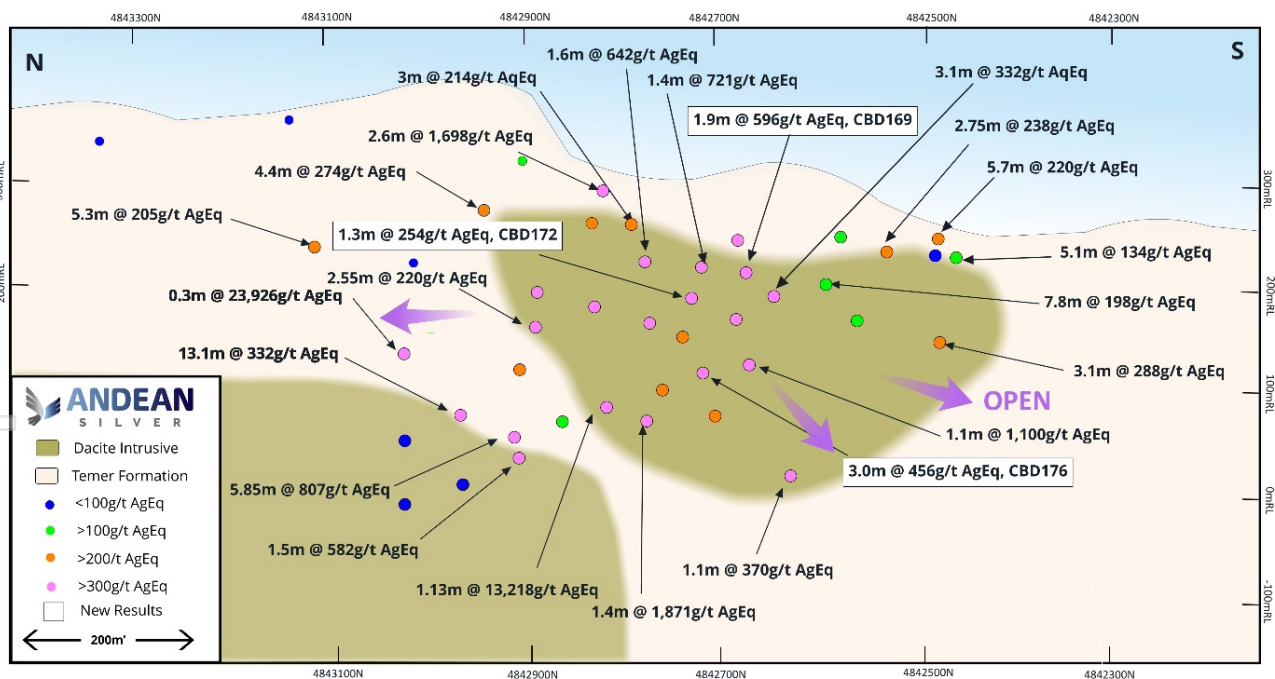 4843300N
4843100N
4842900N
4842700N
4842500N
4842300N
N
S
1.6m @ 642g/t AgEq
3m @ 214g/t AqEq
1.4m @ 721g/t AgEq
3.1m @ 332g/t AqEq
1.9m @ 596g/t AgEq, CBD169
2.75m @ 238g/t AgEq
2.6m @ 1,698g/t AgEq
4.4m @ 274g/t AgEq
5.7m @ 220g/t AgEq
300mRL
5.3m @ 205g/t AgEq
1.3m @ 254g/t AgEq, CBD172
5.1m @ 134g/t AgEq
2.55m @ 220g/t AgEq
200mRL
0.3m @ 23,926g/t AgEq
7.8m @ 198g/t AgEq
200mRL
13.1m @ 332g/t AgEq
3.1m @ 288g/t AgEq
100mRL
OPEN
1.1m @ 1,100g/t AgEq
3.0m @ 456g/t AgEq, CBD176
5.85m @ 807g/t AgEq
0mRL
1.5m @ 582g/t AgEq
1.1m @ 370g/t AgEq
1.13m @ 13,218g/t AgEq
1.4m @ 1,871g/t AgEq
-100mRL
ANDEAN
SILVER
Dacite Intrusive
Temer Formation
<100g/t AgEq
>100g/t AgEq
>200/t AgEq
>300g/t AgEq
New Results
200m'
4843100N
4842900N
4842700N
4842500N
4842300N